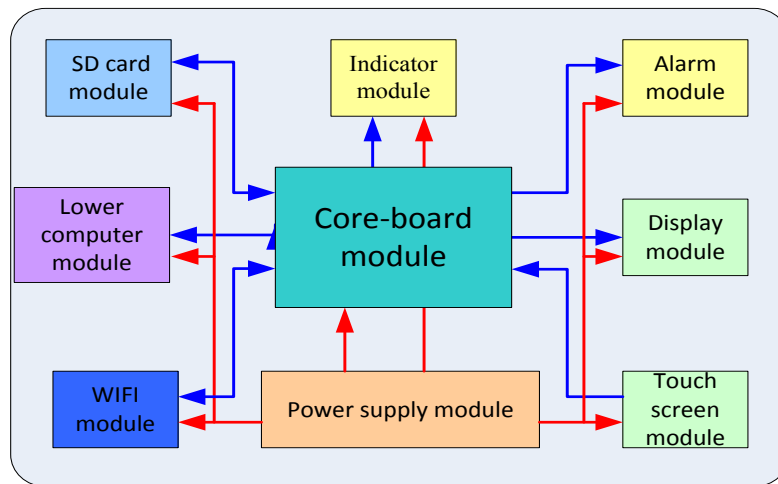 SD card
module
Indicator
module
Alarm
module
Lower
computer
module
Core-board
module
Display
module
WIFI
module
Power supply module
Touch
screen
module